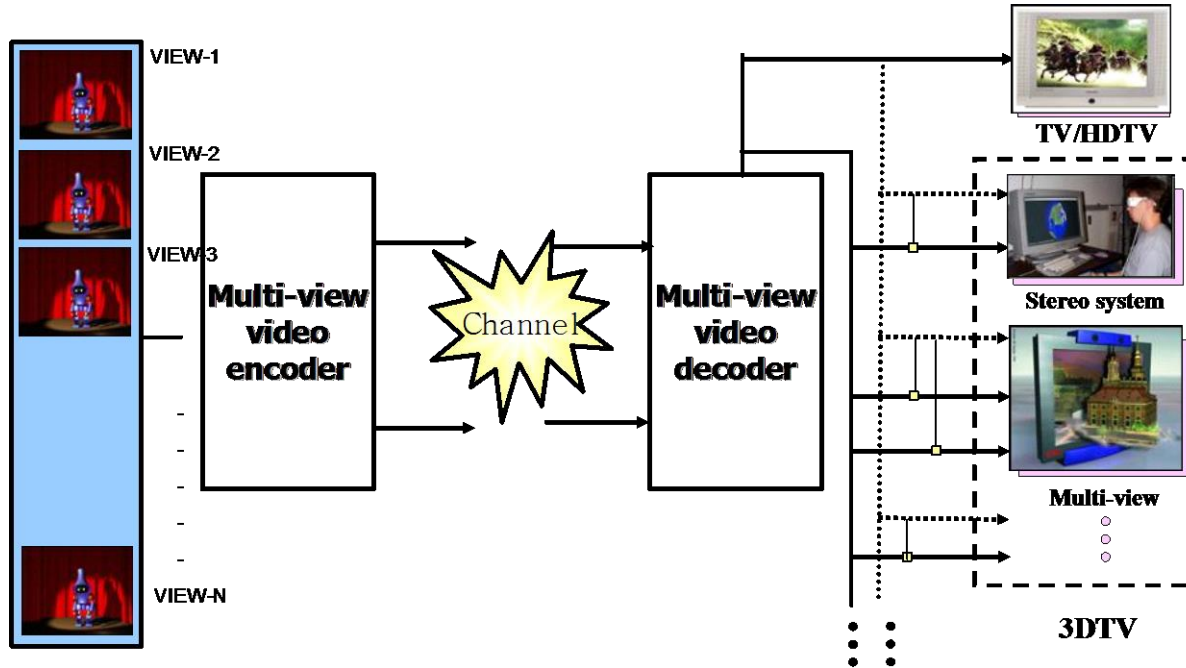 VIEW-1
VIEW-2
VIEW-3
VIEW-N
Multi-view
video
encoder
Channel
Multi-view
video
decoder
TV/HDTV
Stereo system
Multi-view
3DTV